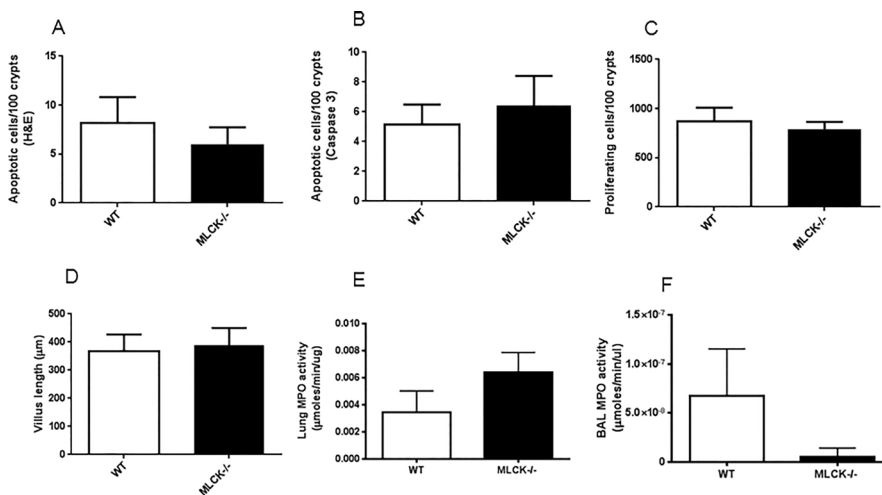 A
Apoptotic cells/100 crypts
(H&E)
15
10
5
0
WT
MLCK-/-
B
Apoptotic cells/100 crypts
(Caspase 3)
10
8
6
4
2
0
WT
MLCK-/-
C
Proliferating cells/100 crypts
1500
1000
500
0
WT
MLCK-/-
D
Villus length (µm)
500
400
300
200
100
0
WT
MLCK-/-
E
Lung MPO activity
(µmoles/min/ug)
0.010
0.008
0.006
0.004
0.002
0.000
WT
MLCK-/-
F
BAL MPO activity
(µmoles/min/ul)
1.5×10-7
1.0×10-7
5.0×10-8
0
WT
MLCK-/-